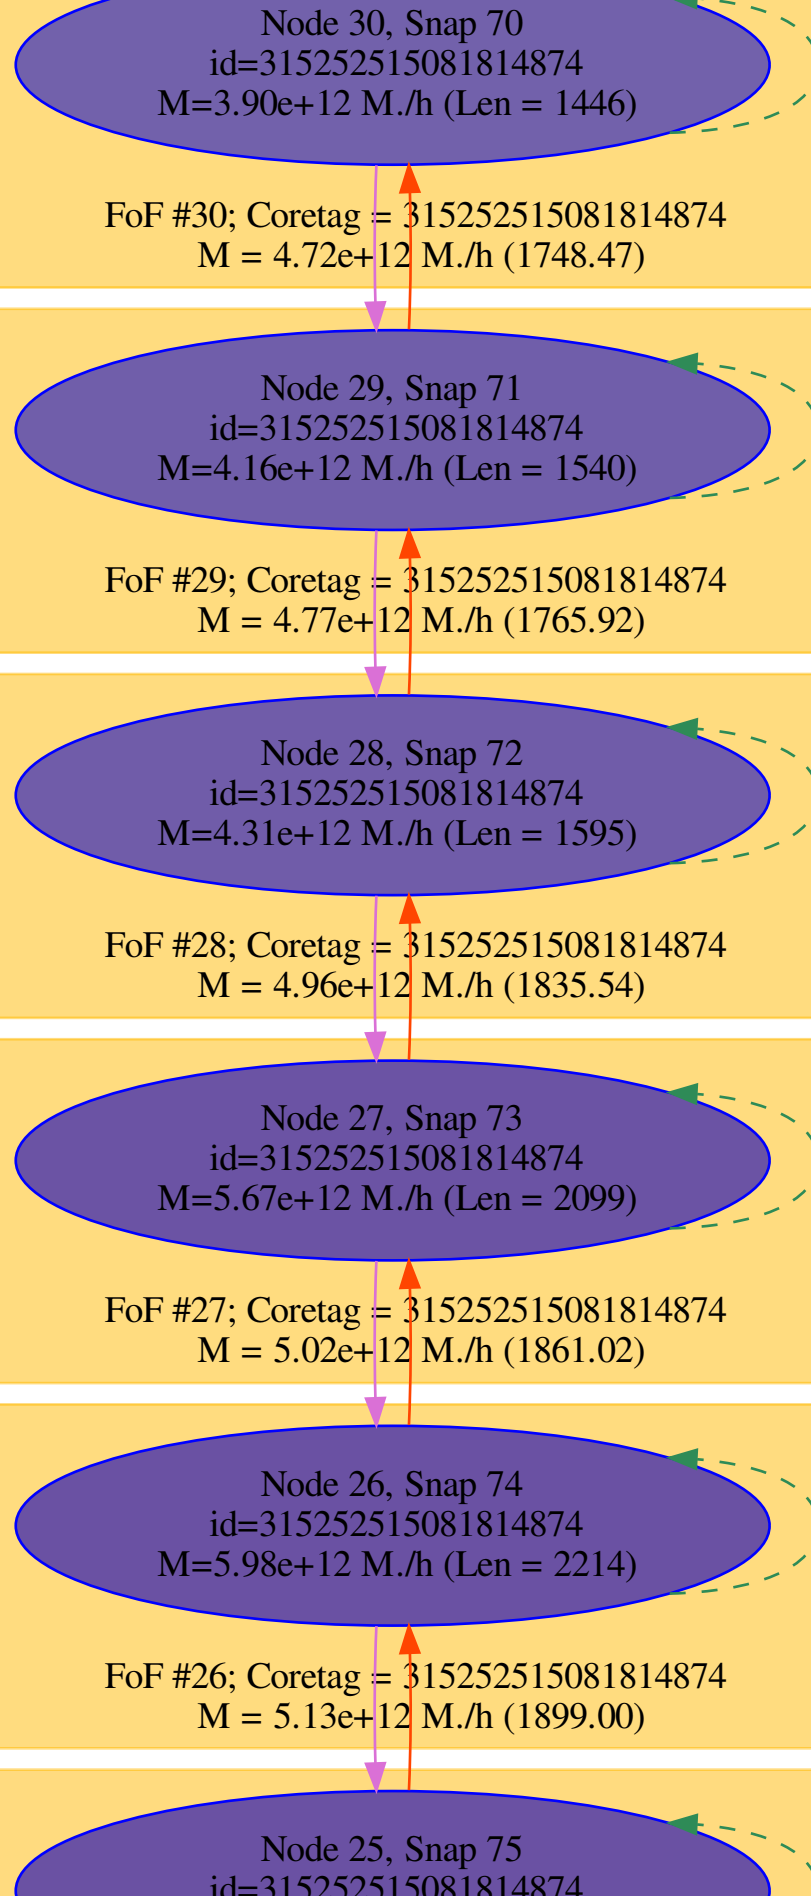 Node 30, Snap 70
id=315252515081814874
M=3.90e+12 M./h (Len = 1446)
FoF #30; Coretag = 315252515081814874
M = 4.72e+12 M./h (1748.47)
Node 29, Snap 71
id=315252515081814874
M=4.16e+12 M./h (Len = 1540)
FoF #29; Coretag = 315252515081814874
M = 4.77e+12 M./h (1765.92)
Node 28, Snap 72
id=315252515081814874
M=4.31e+12 M./h (Len = 1595)
FoF #28; Coretag = 315252515081814874
M = 4.96e+12 M./h (1835.54)
Node 27, Snap 73
id=315252515081814874
M=5.67e+12 M./h (Len = 2099)
FoF #27; Coretag = 315252515081814874
M = 5.02e+12 M./h (1861.02)
Node 26, Snap 74
id=315252515081814874
M=5.98e+12 M./h (Len = 2214)
FoF #26; Coretag = 315252515081814874
M = 5.13e+12 M./h (1899.00)
Node 25, Snap 75
id=315252515081814874